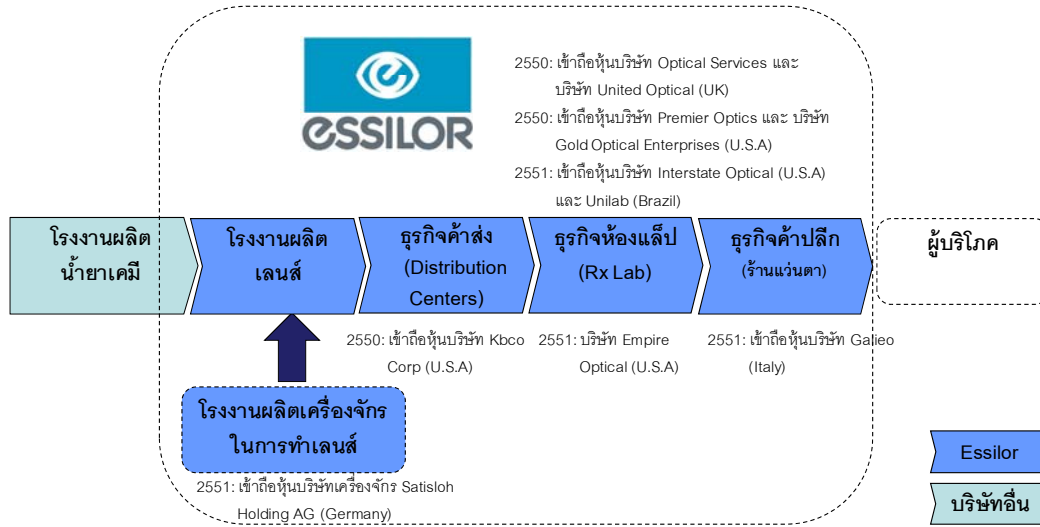 essilor
2550: เข้าถือหุ้นบริษัท Optical Services และ
บริษัท United Optical (UK)
2550: เข้าถือหุ้นบริษัท Premier Optics และ บริษัท
Gold Optical Enterprises (U.S.A)
2551: เข้าถือหุ้นบริษัท Interstate Optical (U.S.A)
และ Unilab (Brazil)
โรงงานผลิต
น้ำยาเคมี
โรงงานผลิต
เลนส์
ธุรกิจค้าส่ง
(Distribution
Centers)
ธุรกิจห้องแล็ป
(Rx Lab)
ธุรกิจค้าปลีก
(ร้านแว่นตา)
ผู้บริโภค
2550: เข้าถือหุ้นบริษัท Kbco
Corp (U.S.A)
2551: บริษัท Empire
Optical (U.S.A)
2551: เข้าถือหุ้นบริษัท Galieo
(Italy)
โรงงานผลิตเครื่องจักร
ในการทำเลนส์
2551: เข้าถือหุ้นบริษัทเครื่องจักร Satisloh
Holding AG (Germany)
Essilor
บริษัทอื่น